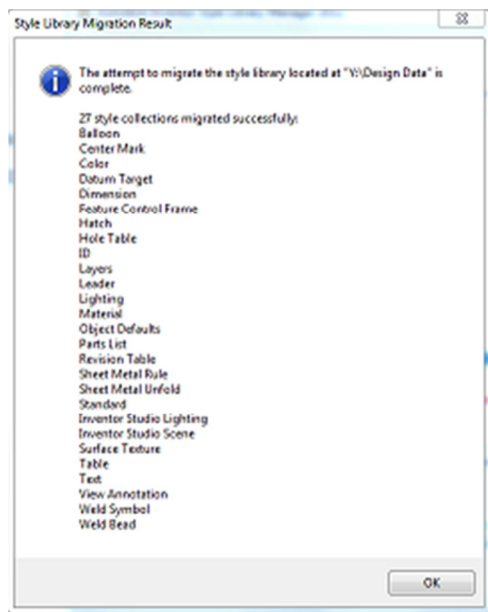 Style Library Migration Result
The attempt to migrate the style library located at "V:\Design Data" is
complete.
27 style collections migrated successfully:
Balloon
Center Mark
Color
Datum Target
Dimension
Feature Control Frame
Hatch
Hole Table
ID
Layers
Leader
Lighting
Material
Object Defaults
Parts List
Revision Table
Sheet Metal Rule
Sheet Metal Unfold
Standard
Inventor Studio Lighting
Inventor Studio Scene
Surface Texture
Table
Text
View Annotation
Weld Symbol
Weld Bead
OK